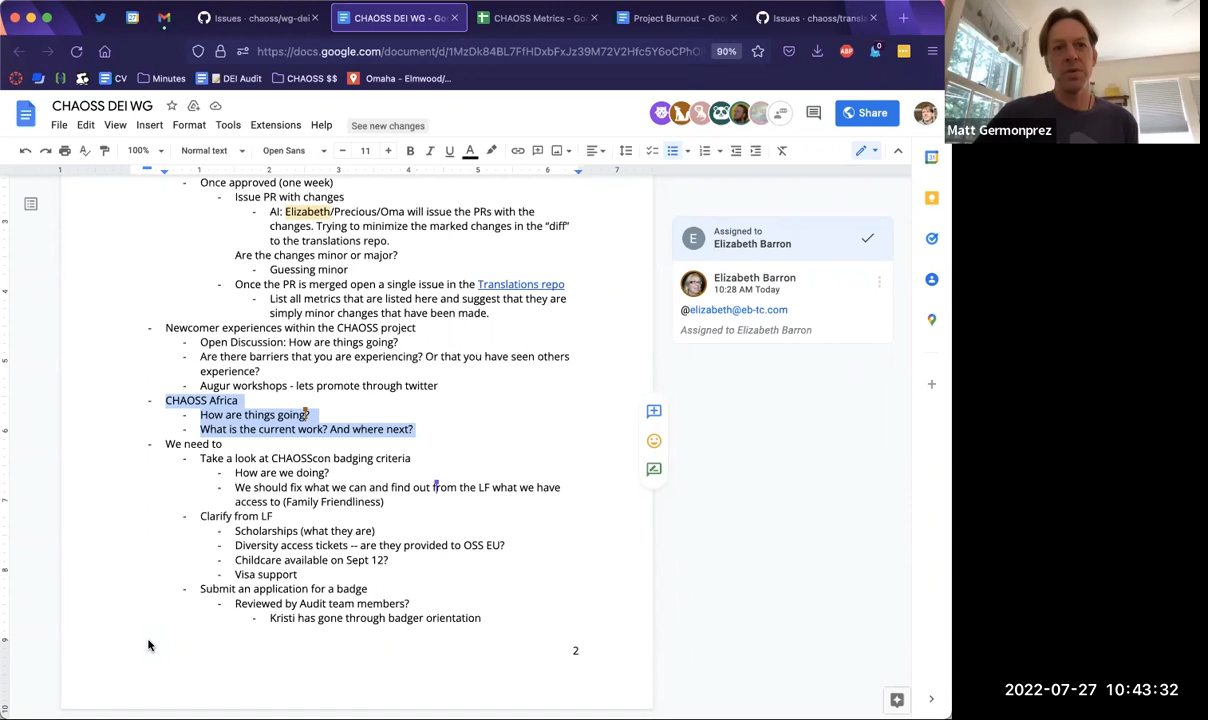 Issues · chaoss/wg-dei
CHAOSS DEI WG - Goo
CHAOSS Metrics - Goo
Project Burnout - Goog
Issues · chaoss/transla
https://docs.google.com/document/d/1MzDk84BL7FfHDxbFxJz39M72V2Hfc5Y6oCPhO
90%
CV
Minutes
DEI Audit
CHAOSS $$
Omaha - Elmwood/...
CHAOSS DEI WG
File Edit View Insert Format Tools Extensions Help
See new changes
Share
100%
Normal text
Open Sans
11
1 1 2 3 4 5 6 7
- Once approved (one week)
- Issue PR with changes
- AI: Elizabeth/Precious/Oma will issue the PRs with the
changes. Trying to minimize the marked changes in the “diff”
to the translations repo.
Are the changes minor or major?
- Guessing minor
- Once the PR is merged open a single issue in the Translations repo
- List all metrics that are listed here and suggest that they are
simply minor changes that have been made.
- Newcomer experiences within the CHAOSS project
- Open Discussion: How are things going?
- Are there barriers that you are experiencing? Or that you have seen others
experience?
- Augur workshops - lets promote through twitter
- CHAOSS Africa
- How are things going?
- What is the current work? And where next?
- We need to
- Take a look at CHAOSScon badging criteria
- How are we doing?
- We should fix what we can and find out from the LF what we have
access to (Family Friendliness)
- Clarify from LF
- Scholarships (what they are)
- Diversity access tickets -- are they provided to OSS EU?
- Childcare available on Sept 12?
- Visa support
- Submit an application for a badge
- Reviewed by Audit team members?
- Kristi has gone through badger orientation
2
E
Assigned to
Elizabeth Barron
Elizabeth Barron
10:28 AM Today
@elizabeth@eb-tc.com
Assigned to Elizabeth Barron
Matt Germonprez
2022-07-27 10:43:32